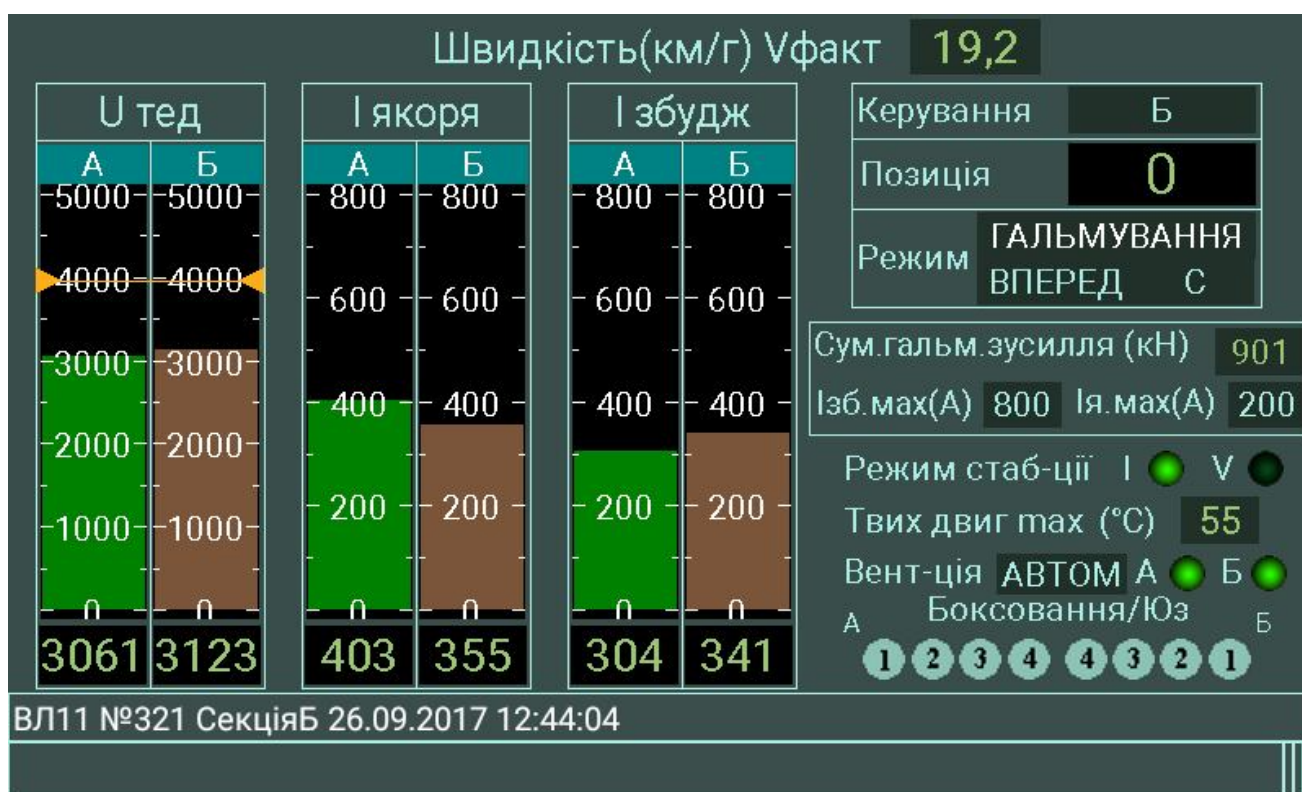 Швидкість(км/г) Vфакт 19,2
U тед
А Б
5000 5000
4000 4000
3000 3000
2000 2000
1000 1000
0 0
3061 3123
І якоря
А Б
800 800
600 600
400 400
200 200
0 0
403 355
І збудж
А Б
800 800
600 600
400 400
200 200
0 0
304 341
Керування Б
Позиція 0
Режим ГАЛЬМУВАННЯ
ВПЕРЕД С
Сум.гальм.зусилля (кН) 901
Ізб.мах(А) 800 Ія.мах(А) 200
Режим стаб-ції І V
Твих двиг max (°C) 55
Вент-ція АВТОМ А Б
Боксовання/Юз
А Б
1 2 3 4 4 3 2 1
ВЛ11 №321 СекціяБ 26.09.2017 12:44:04